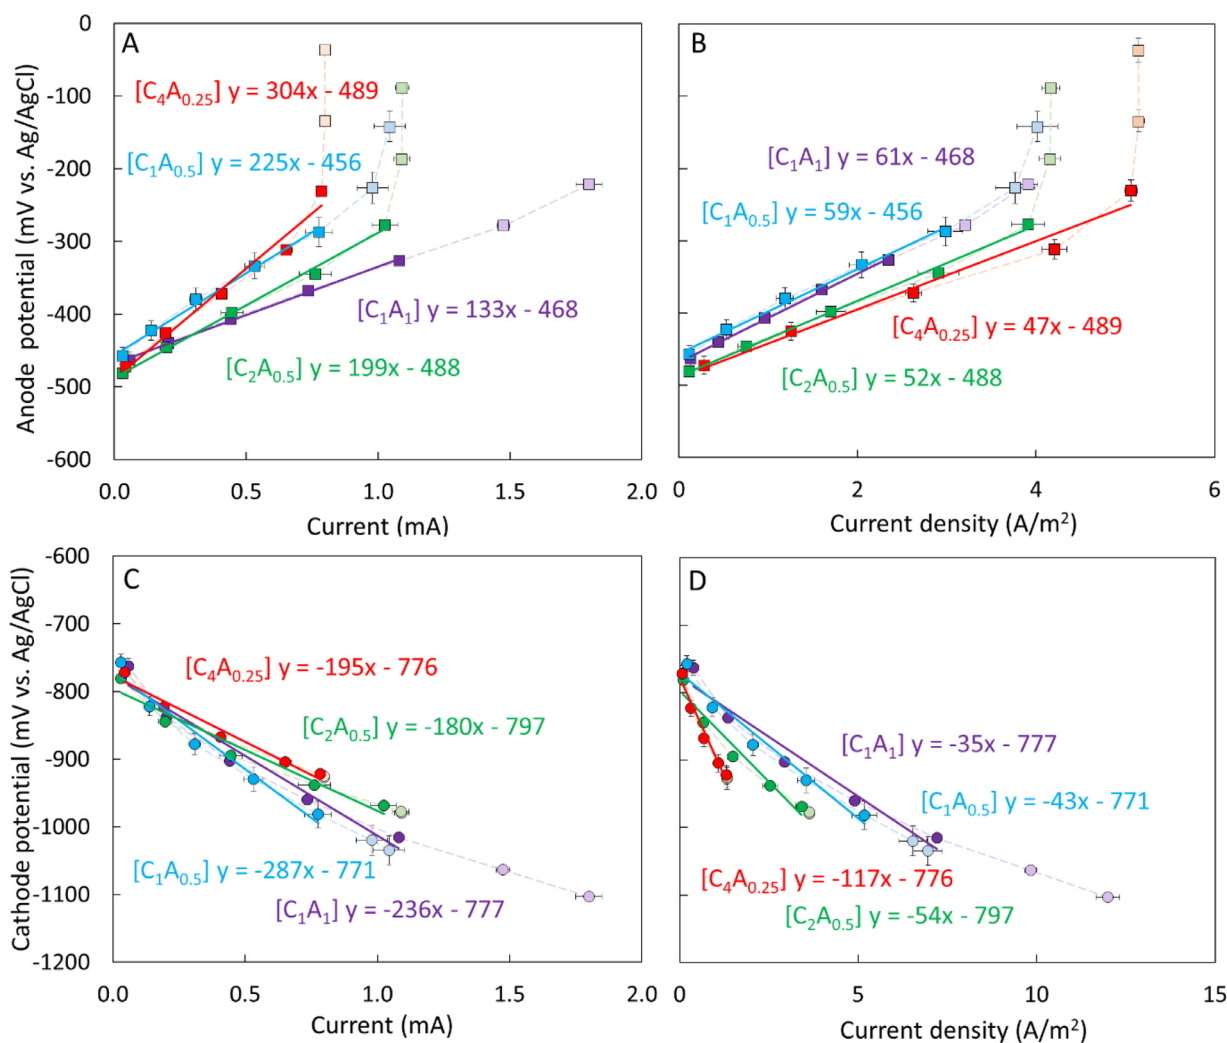 A
0
-100
-200
-300
-400
-500
-600
Anode potential (mV vs. Ag/AgCl)
[C₄A₀.₂₅] y = 304x - 489
[C₁A₀.₅] y = 225x - 456
[C₁A₁] y = 133x - 468
[C₂A₀.₅] y = 199x - 488
0.0 0.5 1.0 1.5 2.0
Current (mA)
B
[C₁A₁] y = 61x - 468
[C₁A₀.₅] y = 59x - 456
[C₄A₀.₂₅] y = 47x - 489
[C₂A₀.₅] y = 52x - 488
0 2 4 6
Current density (A/m²)
C
-600
-700
-800
-900
-1000
-1100
-1200
Cathode potential (mV vs. Ag/AgCl)
[C₄A₀.₂₅] y = -195x - 776
[C₂A₀.₅] y = -180x - 797
[C₁A₀.₅] y = -287x - 771
[C₁A₁] y = -236x - 777
0.0 0.5 1.0 1.5 2.0
Current (mA)
D
[C₁A₁] y = -35x - 777
[C₁A₀.₅] y = -43x - 771
[C₄A₀.₂₅] y = -117x - 776
[C₂A₀.₅] y = -54x - 797
0 5 10 15
Current density (A/m²)